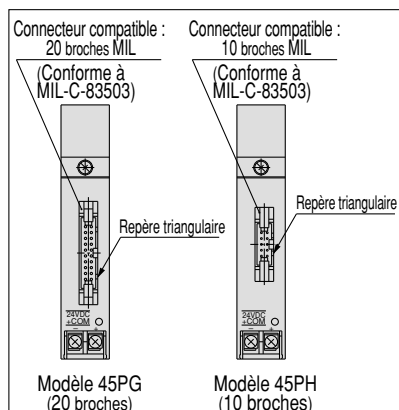 Connecteur compatible :
20 broches MIL
(Conforme à
MIL-C-83503)
Repère triangulaire
24VDC
+COM
− +
Modèle 45PG
(20 broches)
Connecteur compatible :
10 broches MIL
(Conforme à
MIL-C-83503)
Repère triangulaire
24VDC
+COM
− +
Modèle 45PH
(10 broches)